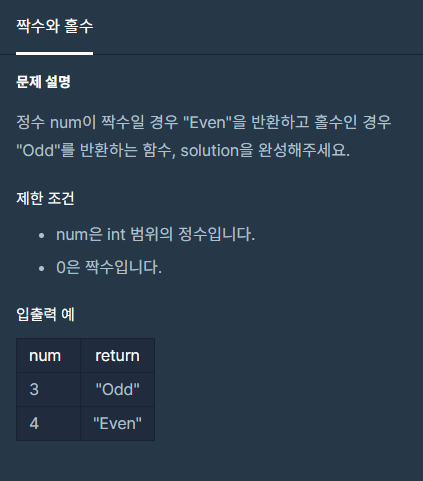 짝수와 홀수
문제 설명
정수 num이 짝수일 경우 "Even"을 반환하고 홀수인 경우
"Odd"를 반환하는 함수, solution을 완성해주세요.
제한 조건
• num은 int 범위의 정수입니다.
• 0은 짝수입니다.
입출력 예
num return
3 "Odd"
4 "Even"